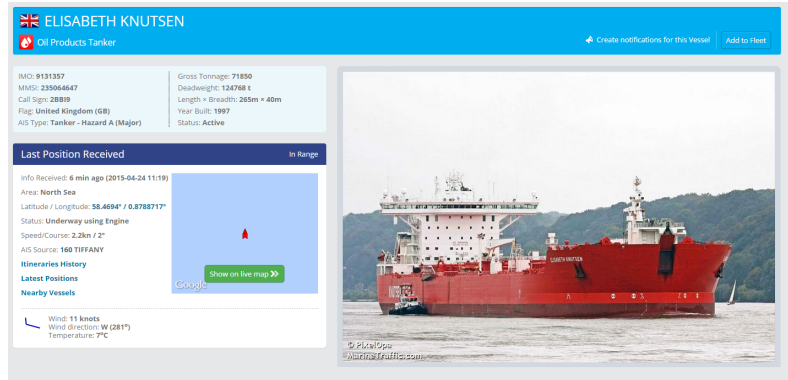 ELISABETH KNUTSEN
Oil Products Tanker
Create notifications for this Vessel
Add to Fleet
IMO: 9131357
MMSI: 235064647
Call Sign: 2BBI9
Flag: United Kingdom (GB)
AIS Type: Tanker - Hazard A (Major)
Gross Tonnage: 71850
Deadweight: 124768 t
Length × Breadth: 265m × 40m
Year Built: 1997
Status: Active
Last Position Received
In Range
Info Received: 6 min ago (2015-04-24 11:19)
Area: North Sea
Latitude / Longitude: 58.4694° / 0.8788717°
Status: Underway using Engine
Speed/Course: 2.2kn / 2°
AIS Source: 160 TIFFANY
Itineraries History
Latest Positions
Nearby Vessels
Show on live map
Google
Wind: 11 knots
Wind direction: W (281°)
Temperature: 7°C
ELISABETH KNUTSEN
© PixelOpa
MarineTraffic.com